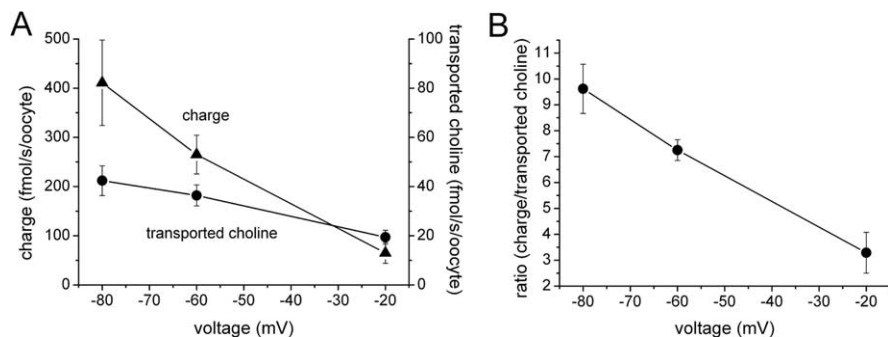 A
charge (fmol/s/oocyte)
500
400
300
200
100
0
charge
transported choline
100
80
60
40
20
0
transported choline (fmol/s/oocyte)
-80 -70 -60 -50 -40 -30 -20
voltage (mV)
B
ratio (charge/transported choline)
11
10
9
8
7
6
5
4
3
2
-80 -70 -60 -50 -40 -30 -20
voltage (mV)